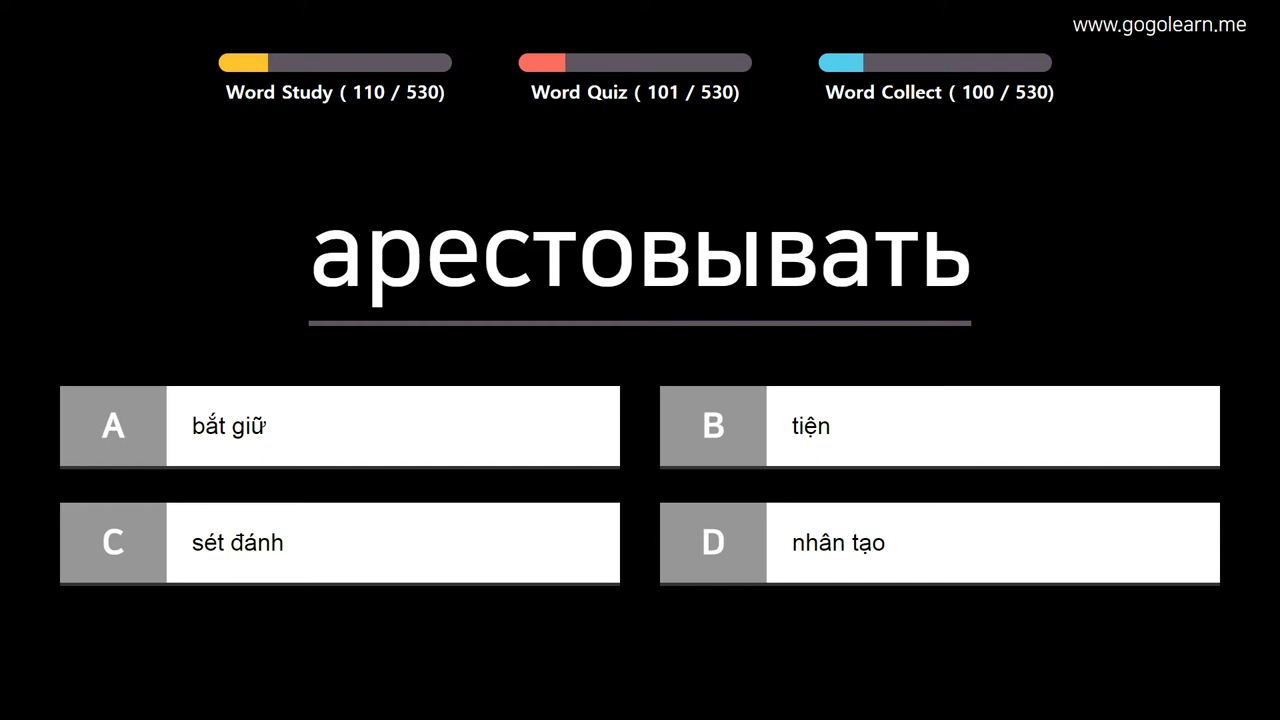 www.gogolearn.me
Word Study ( 110 / 530)
Word Quiz ( 101 / 530)
Word Collect ( 100 / 530)
арестовывать
A bắt giữ
B tiện
C sét đánh
D nhân tạo